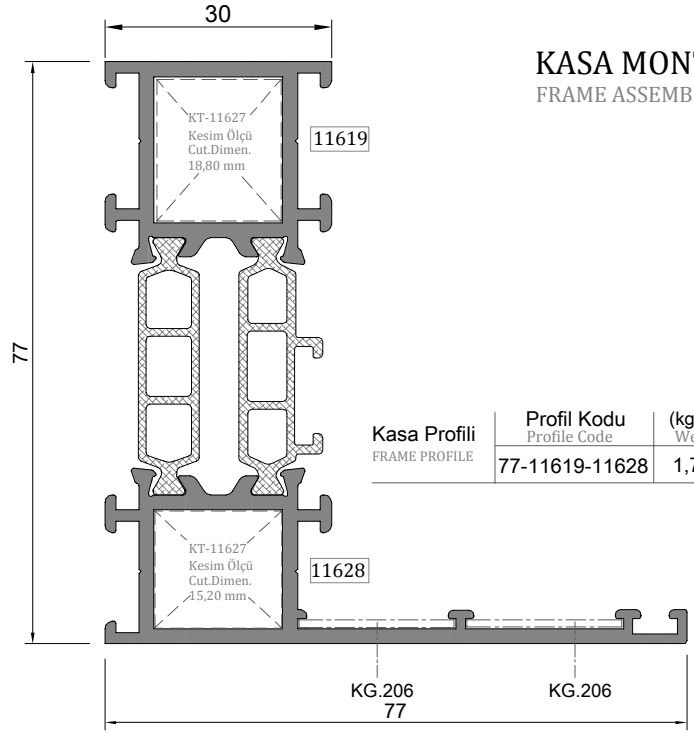 30
KASA MON
FRAME ASSEMB
KT-11627
Kesim Ölçü
Cut.Dimen.
18,80 mm
11619
77
Kasa Profili
FRAME PROFILE
Profil Kodu
Profile Code
(kg
We
77-11619-11628
1,7
KT-11627
Kesim Ölçü
Cut.Dimen.
15,20 mm
11628
KG.206
KG.206
77